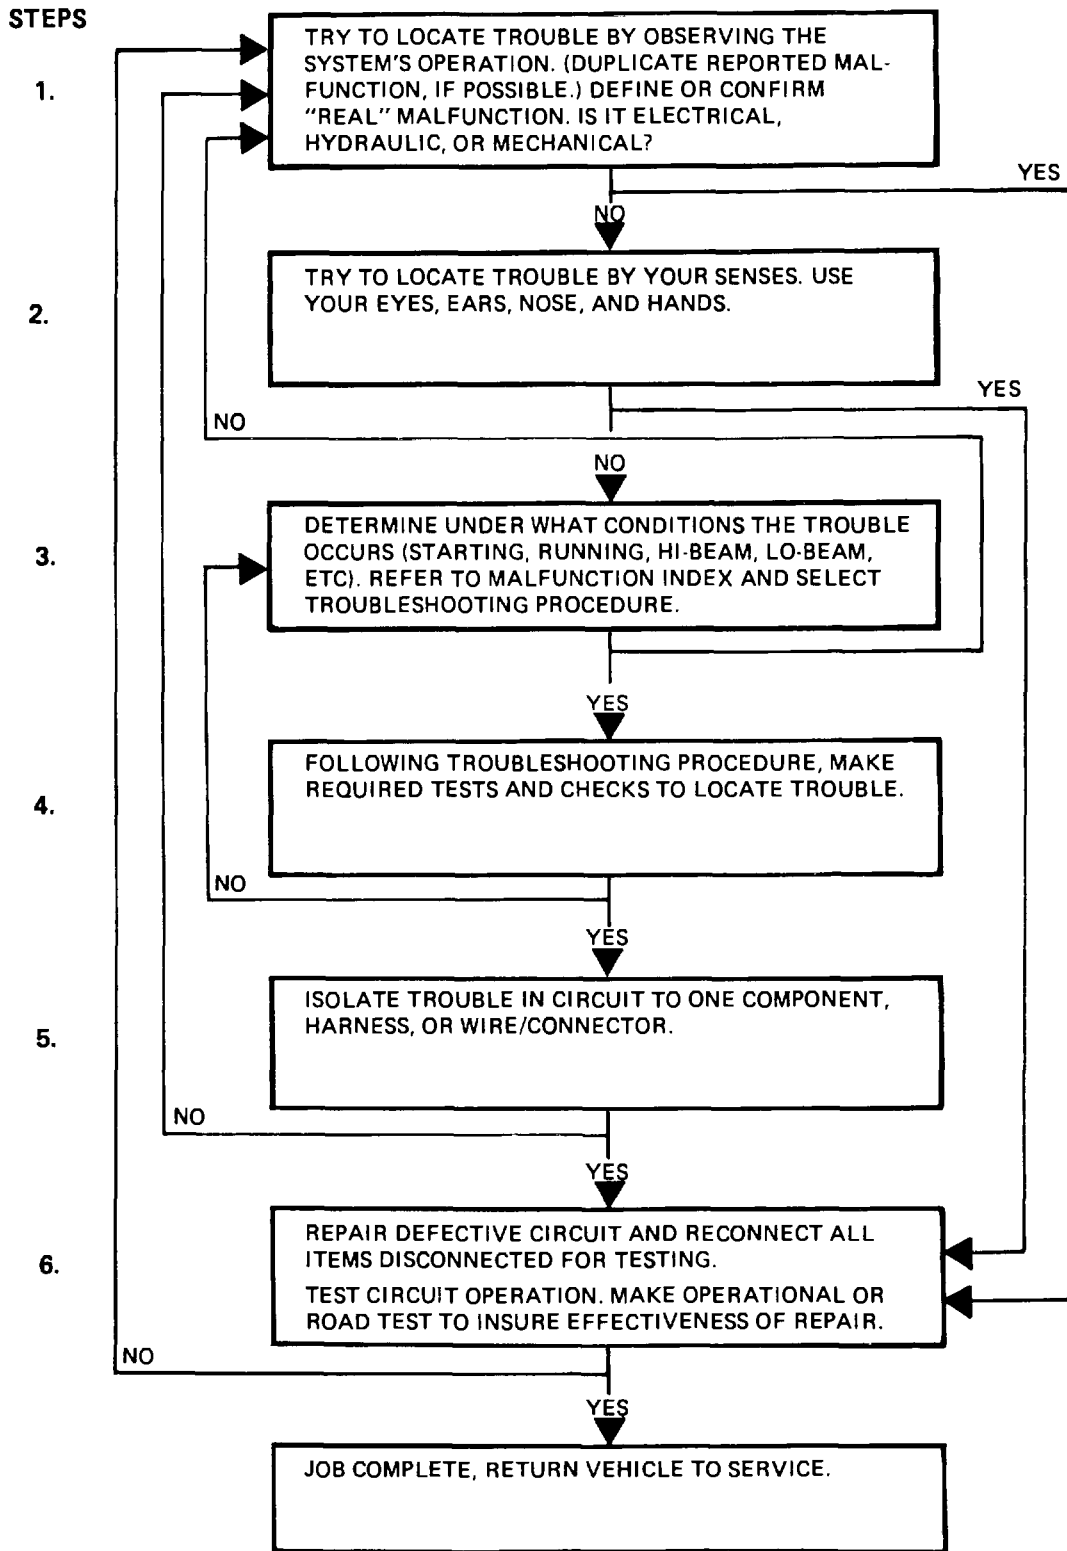 STEPS
1.
TRY TO LOCATE TROUBLE BY OBSERVING THE
SYSTEM'S OPERATION. (DUPLICATE REPORTED MAL-
FUNCTION, IF POSSIBLE.) DEFINE OR CONFIRM
"REAL" MALFUNCTION. IS IT ELECTRICAL,
HYDRAULIC, OR MECHANICAL?
YES
NO
2.
TRY TO LOCATE TROUBLE BY YOUR SENSES. USE
YOUR EYES, EARS, NOSE, AND HANDS.
YES
NO
NO
3.
DETERMINE UNDER WHAT CONDITIONS THE TROUBLE
OCCURS (STARTING, RUNNING, HI-BEAM, LO-BEAM,
ETC). REFER TO MALFUNCTION INDEX AND SELECT
TROUBLESHOOTING PROCEDURE.
YES
4.
FOLLOWING TROUBLESHOOTING PROCEDURE, MAKE
REQUIRED TESTS AND CHECKS TO LOCATE TROUBLE.
NO
YES
5.
ISOLATE TROUBLE IN CIRCUIT TO ONE COMPONENT,
HARNESS, OR WIRE/CONNECTOR.
NO
YES
6.
REPAIR DEFECTIVE CIRCUIT AND RECONNECT ALL
ITEMS DISCONNECTED FOR TESTING.
TEST CIRCUIT OPERATION. MAKE OPERATIONAL OR
ROAD TEST TO INSURE EFFECTIVENESS OF REPAIR.
NO
YES
JOB COMPLETE, RETURN VEHICLE TO SERVICE.